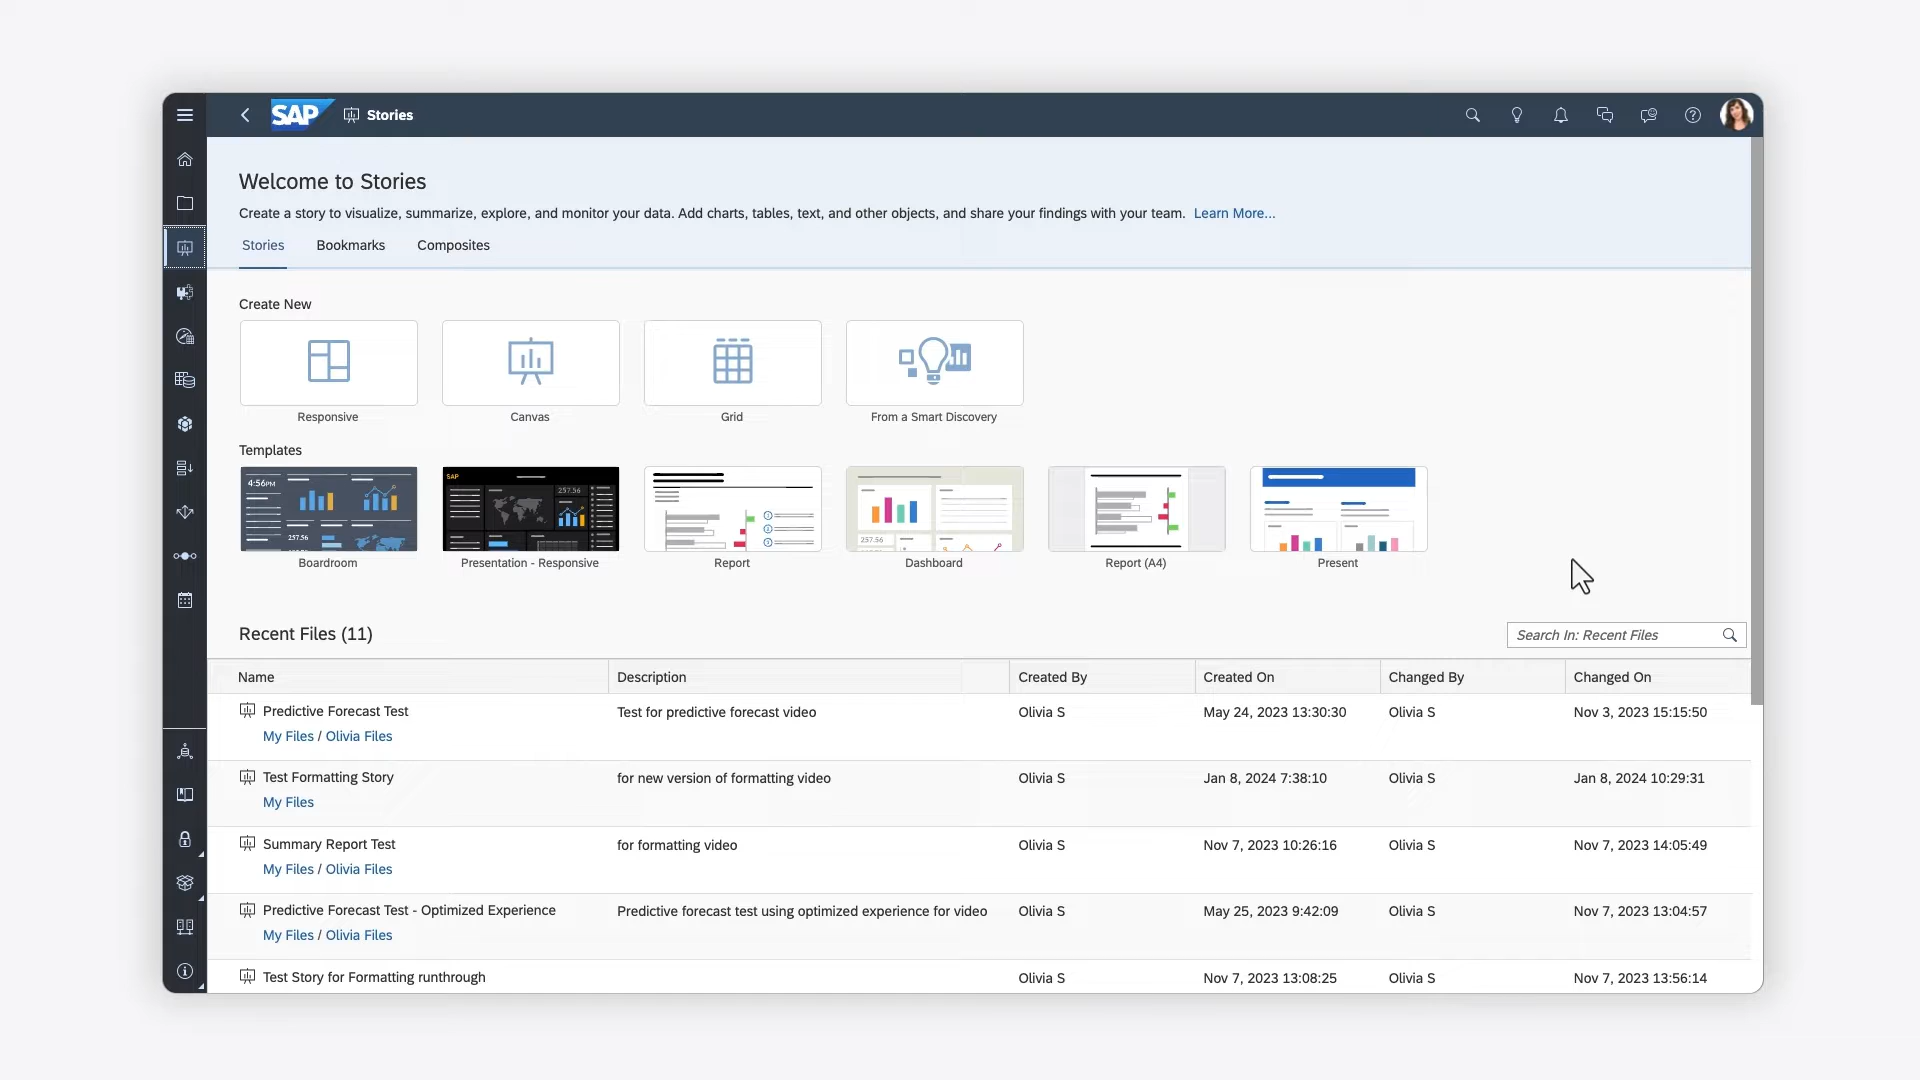 SAP Stories
Welcome to Stories
Create a story to visualize, summarize, explore, and monitor your data. Add charts, tables, text, and other objects, and share your findings with your team. Learn More...
Stories Bookmarks Composites
Create New
Responsive Canvas Grid From a Smart Discovery
Templates
4:56PM
257.56
SAP
257.56
257.56
Boardroom Presentation - Responsive Report Dashboard Report (A4) Present
Recent Files (11) Search In: Recent Files
Name Description Created By Created On Changed By Changed On
Predictive Forecast Test Test for predictive forecast video Olivia S May 24, 2023 13:30:30 Olivia S Nov 3, 2023 15:15:50
My Files / Olivia Files
Test Formatting Story for new version of formatting video Olivia S Jan 8, 2024 7:38:10 Olivia S Jan 8, 2024 10:29:31
My Files
Summary Report Test for formatting video Olivia S Nov 7, 2023 10:26:16 Olivia S Nov 7, 2023 14:05:49
My Files / Olivia Files
Predictive Forecast Test - Optimized Experience Predictive forecast test using optimized experience for video Olivia S May 25, 2023 9:42:09 Olivia S Nov 7, 2023 13:04:57
My Files / Olivia Files
Test Story for Formatting runthrough Olivia S Nov 7, 2023 13:08:25 Olivia S Nov 7, 2023 13:56:14